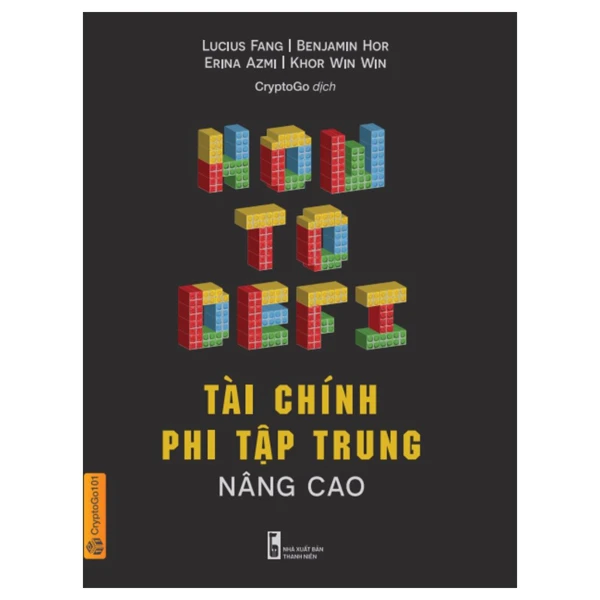 LUCIUS FANG | BENJAMIN HOR
ERINA AZMI | KHOR WIN WIN
CryptoGo dịch
HOW
TO
DEFI
TÀI CHÍNH
PHI TẬP TRUNG
NÂNG CAO
CryptoGo101
NHÀ XUẤT BẢN
THANH NIÊN